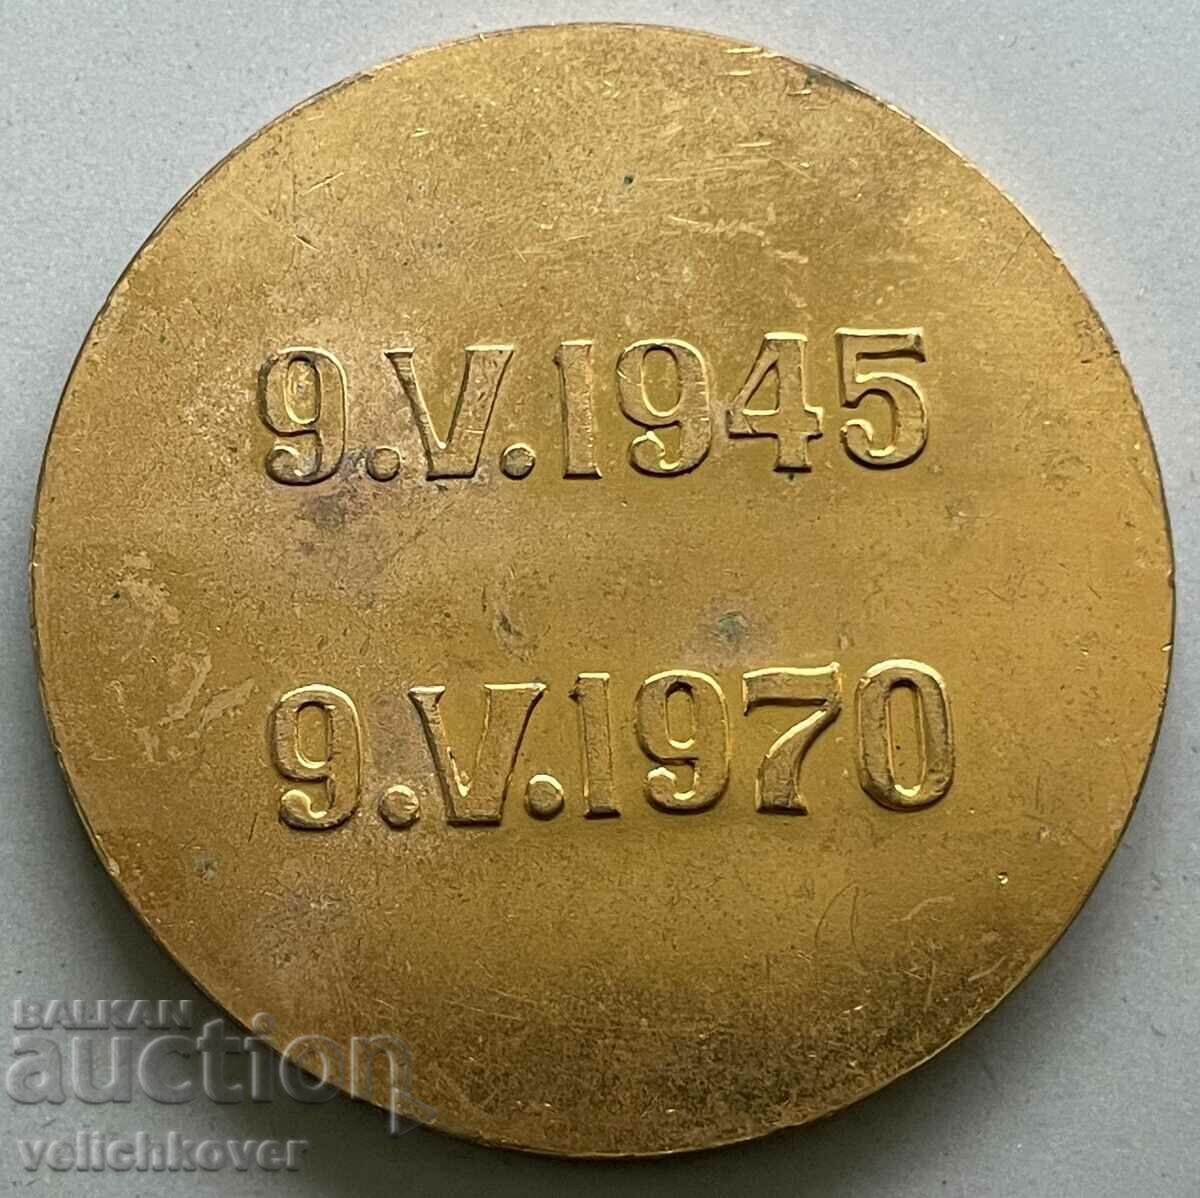 9.V.1945
9.V.1970
BALKAN
auction
velichkover